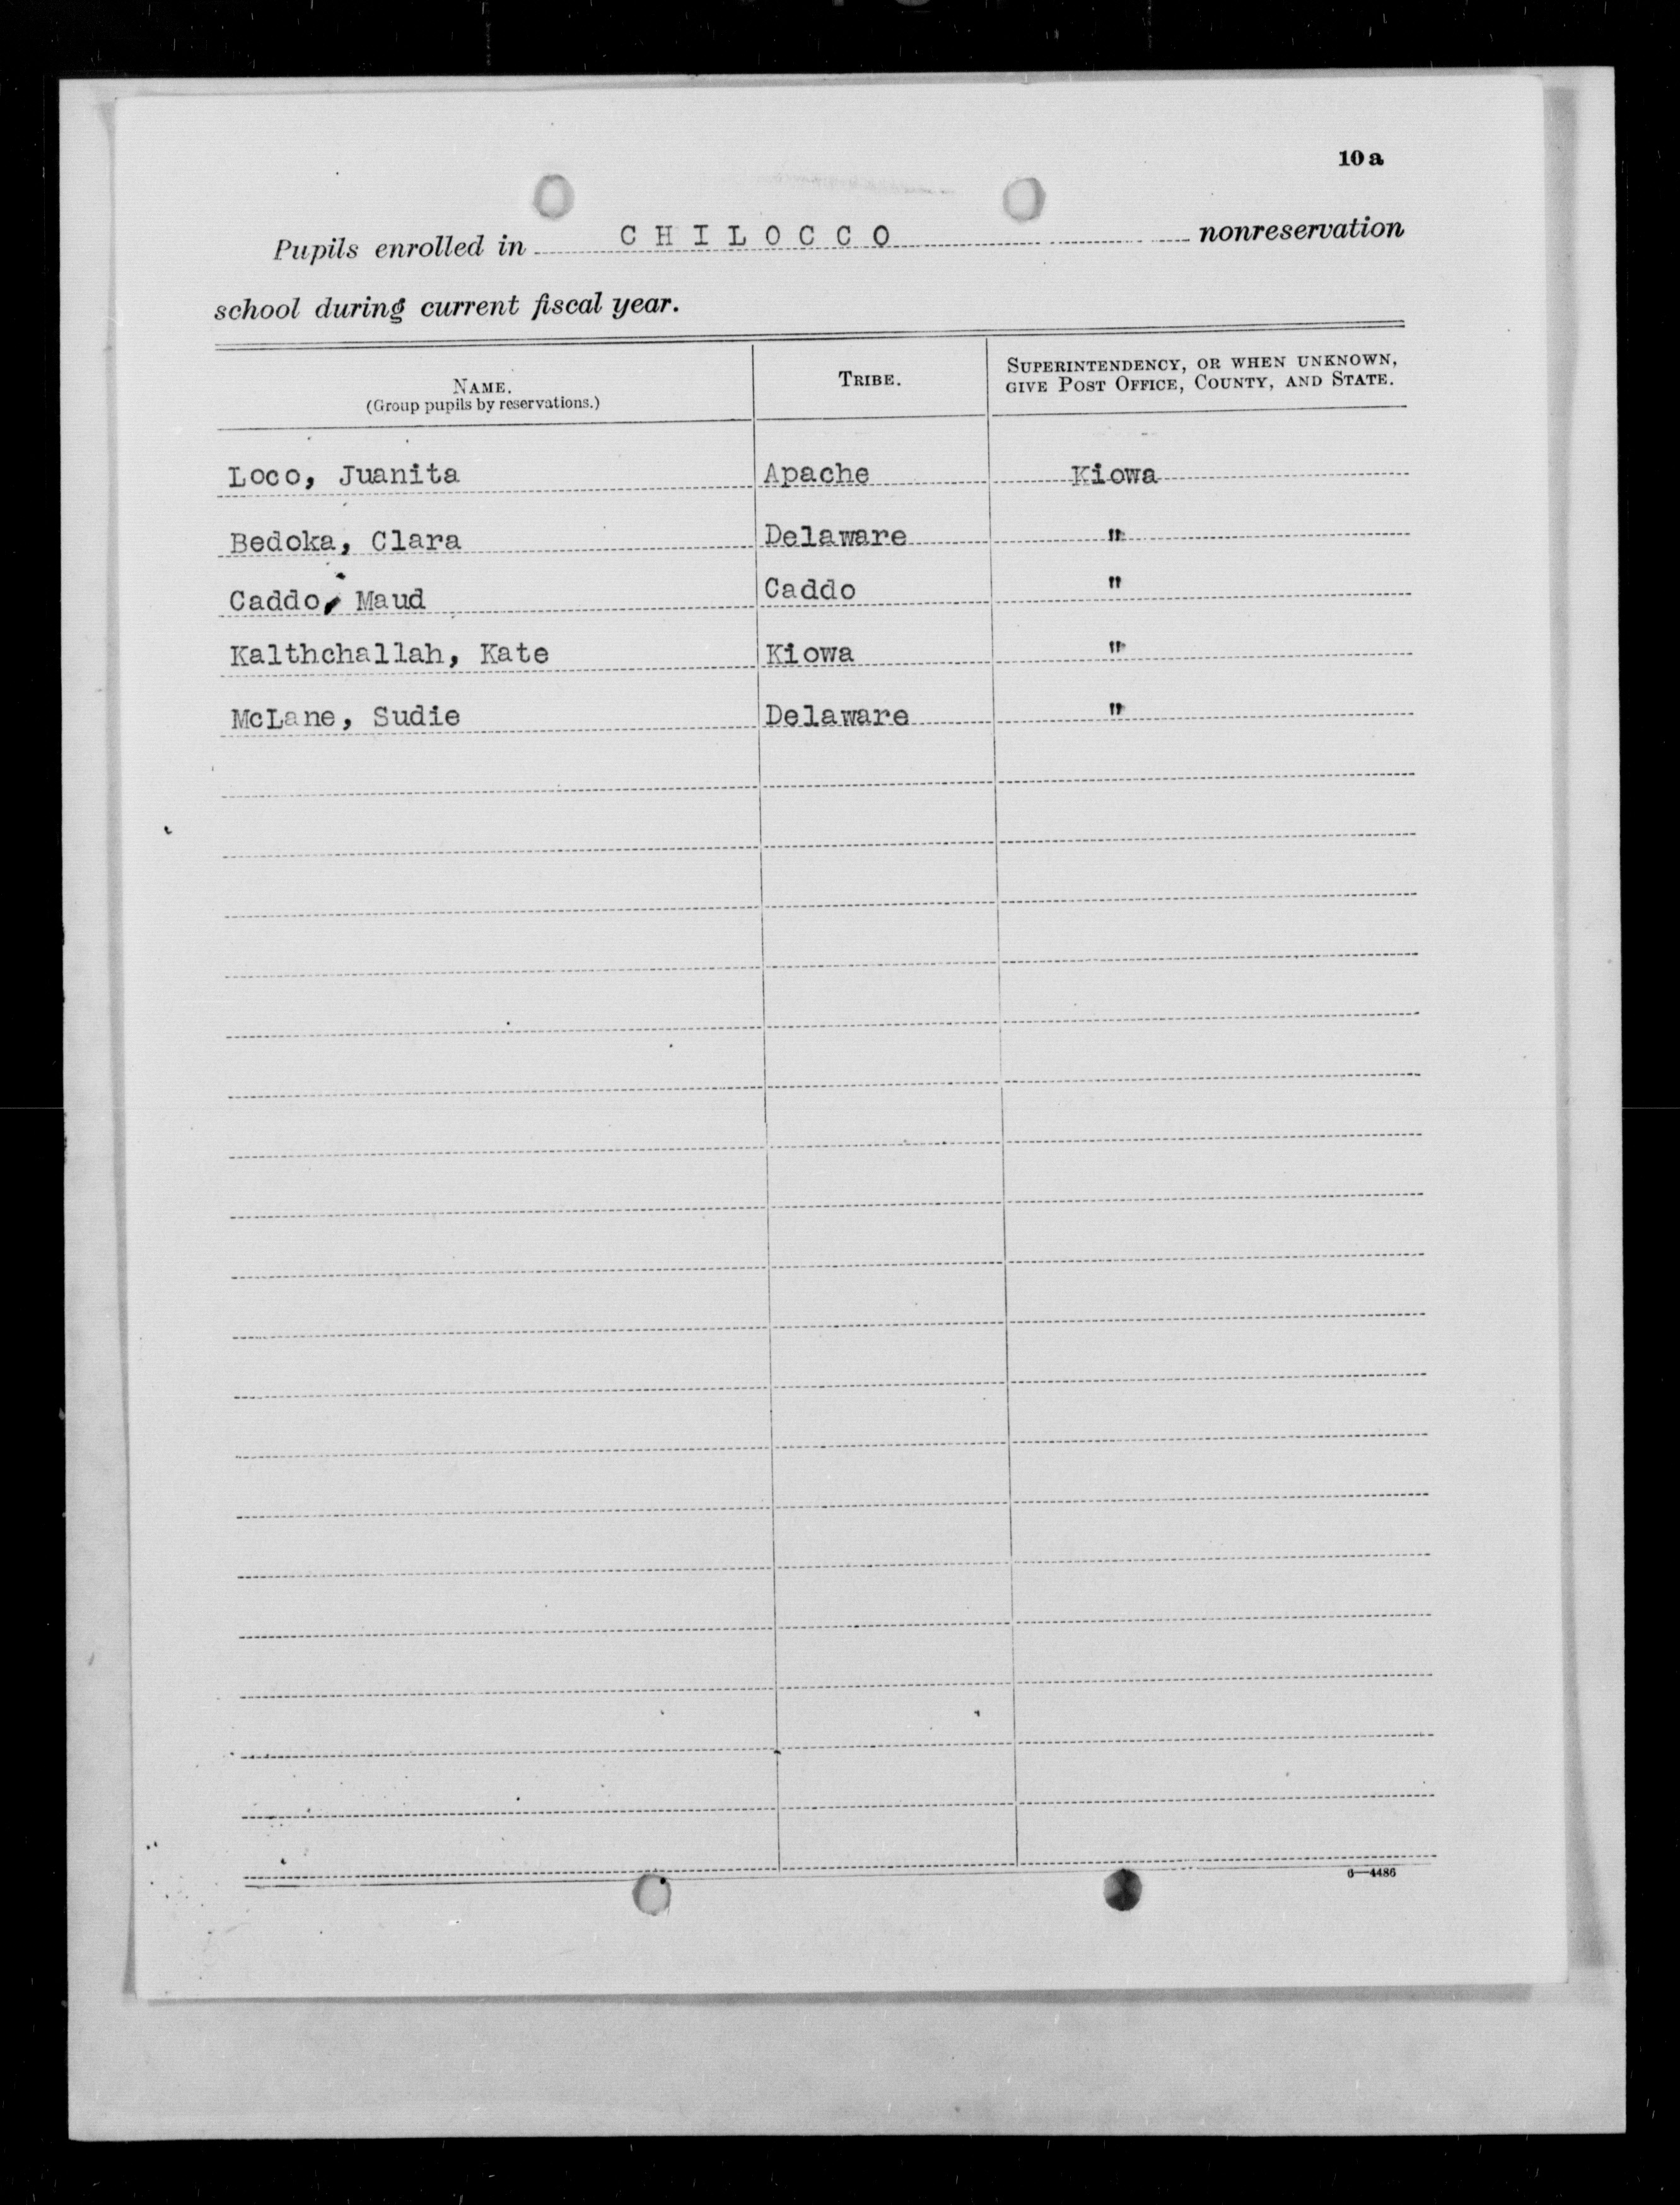 10a
Pupils enrolled in CHILOCCO nonreservation
school during current fiscal year.
NAME.
(Group pupils by reservations.)
TRIBE.
SUPERINTENDENCY, OR WHEN UNKNOWN,
GIVE POST OFFICE, COUNTY, AND STATE.
Loco, Juanita Apache Kiowa
Bedoka, Clara Delaware "
Caddo, Maud Caddo "
Kalthchallah, Kate Kiowa "
McLane, Sudie Delaware "
6—4486